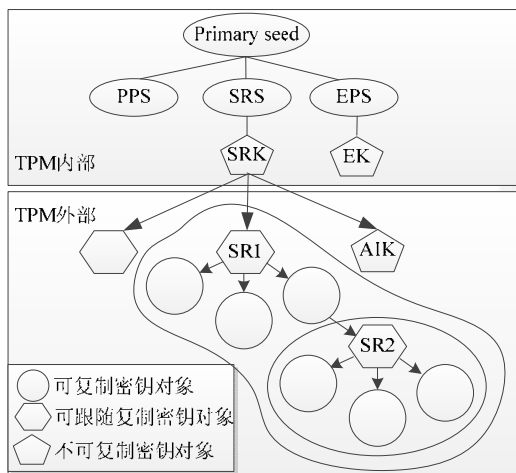 Primary seed
PPS
SRS
EPS
SRK
EK
TPM内部
TPM外部
SR1
AIK
SR2
可复制密钥对象
可跟随复制密钥对象
不可复制密钥对象